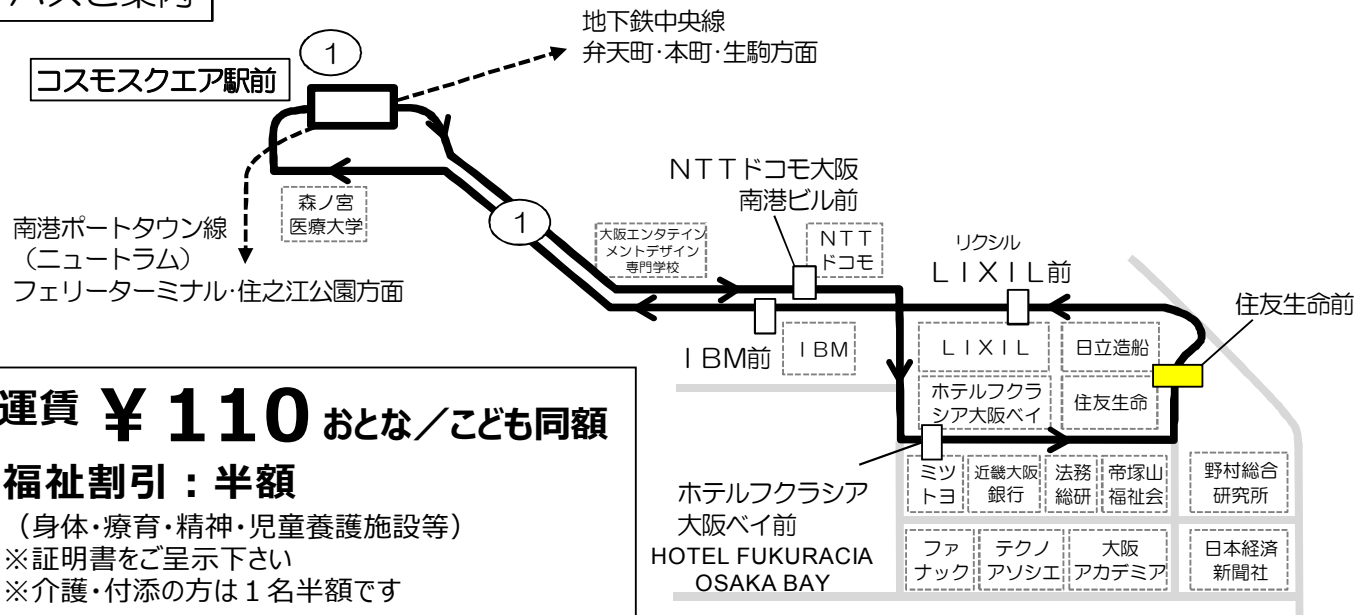 バスご案内
地下鉄中央線
弁天町・本町・生駒方面
①
コスモスクエア駅前
森ノ宮
医療大学
南港ポートタウン線
(ニュートラム)
フェリーターミナル・住之江公園方面
①
大阪エンタテイン
メントデザイン
専門学校
NTTドコモ大阪
南港ビル前
NTT
ドコモ
リクシル
LIXIL前
住友生命前
IBM前
IBM
LIXIL
日立造船
ホテルフクラ
シア大阪ベイ
住友生命
運賃 ¥110 おとな/こども同額
福祉割引:半額
(身体・療育・精神・児童養護施設等)
※証明書をご呈示下さい
※介護・付添の方は1名半額です
ホテルフクラシア
大阪ベイ前
HOTEL FUKURACIA
OSAKA BAY
ミツ
トヨ
近畿大阪
銀行
法務
総研
帝塚山
福祉会
野村総合
研究所
ファ
ナック
テクノ
アソシエ
大阪
アカデミア
日本経済
新聞社